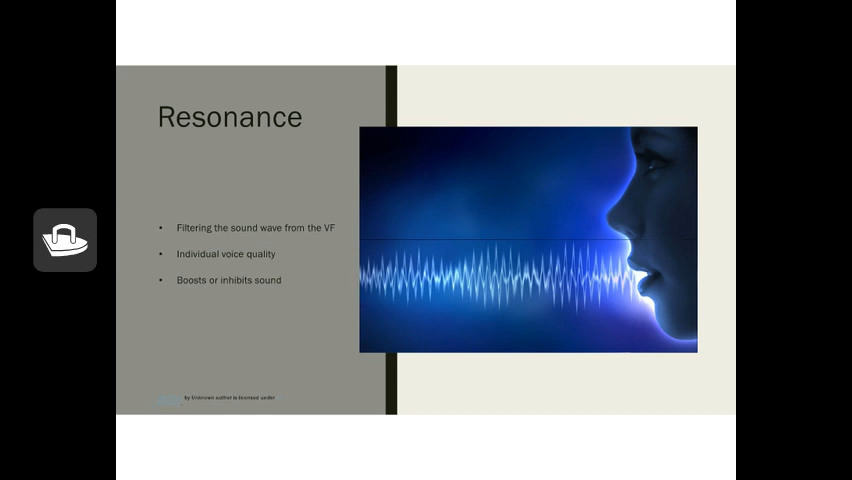 Resonance
• Filtering the sound wave from the VF
• Individual voice quality
• Boosts or inhibits sound
by Unknown author is licensed under